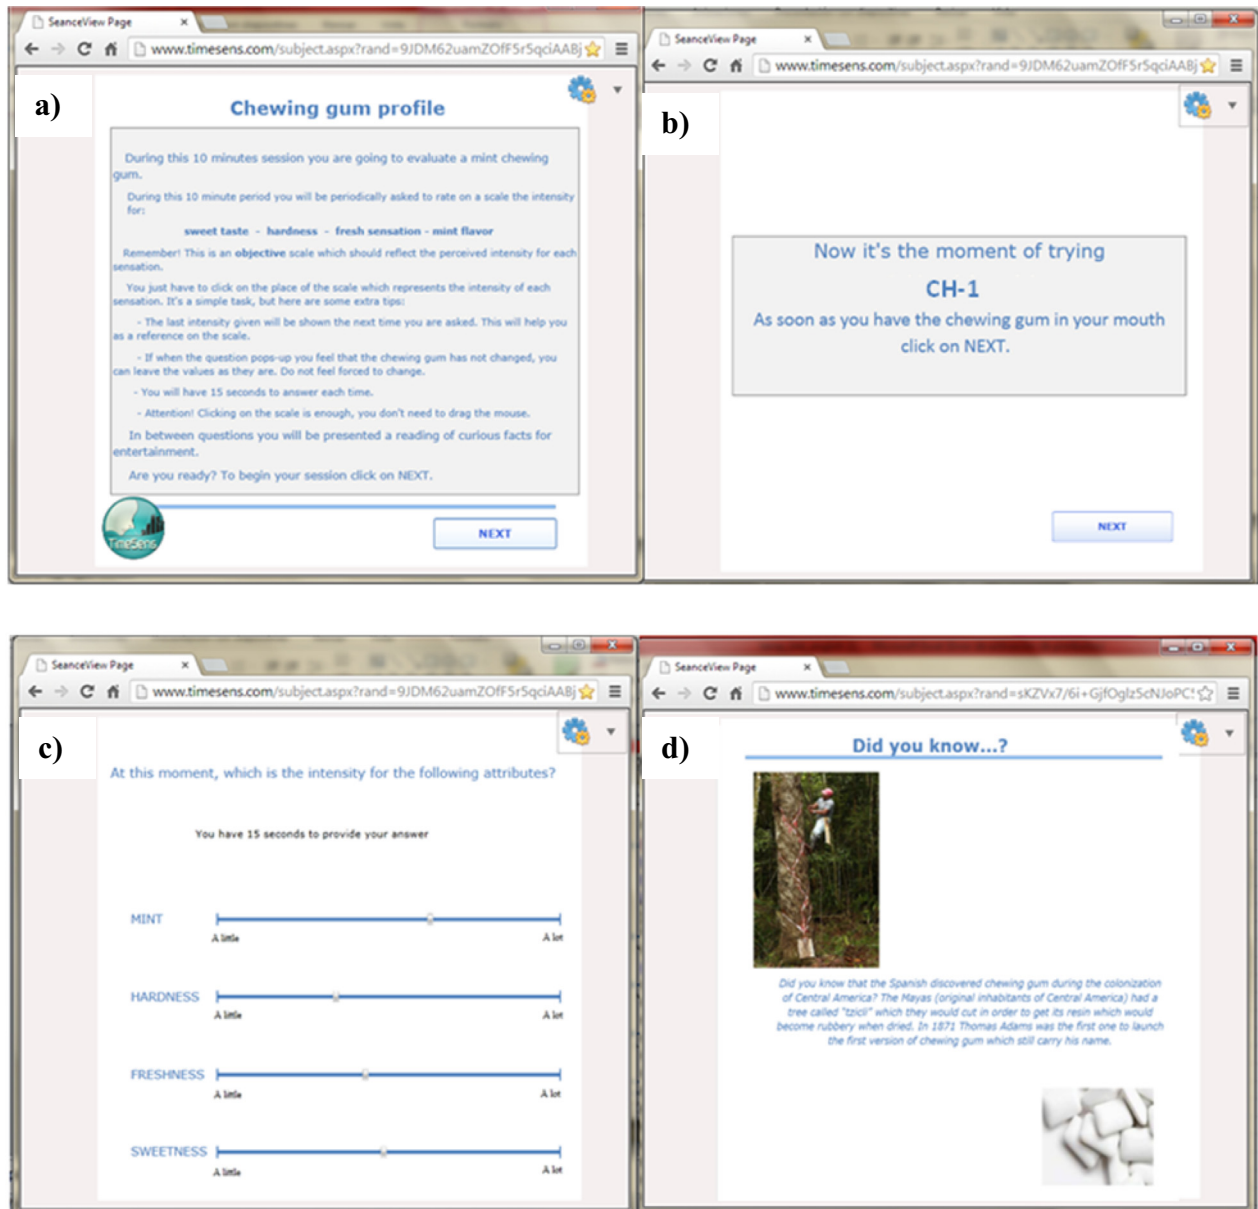 SeanceView Page
www.timesens.com/subject.aspx?rand=9JDM62uamZOfF5r5qciAABj
a)
Chewing gum profile
During this 10 minutes session you are going to evaluate a mint chewing
gum.
During this 10 minute period you will be periodically asked to rate on a scale the intensity
for:
sweet taste - hardness - fresh sensation - mint flavor
Remember! This is an objective scale which should reflect the perceived intensity for each
sensation.
You just have to click on the place of the scale which represents the intensity of each
sensation. It's a simple task, but here are some extra tips:
- The last intensity given will be shown the next time you are asked. This will help you
as a reference on the scale.
- If when the question pops-up you feel that the chewing gum has not changed, you
can leave the values as they are. Do not feel forced to change.
- You will have 15 seconds to answer each time.
- Attention! Clicking on the scale is enough, you don't need to drag the mouse.
In between questions you will be presented a reading of curious facts for
entertainment.
Are you ready? To begin your session click on NEXT.
TimeSens
NEXT
SeanceView Page
www.timesens.com/subject.aspx?rand=9JDM62uamZOfF5r5qciAABj
b)
Now it's the moment of trying
CH-1
As soon as you have the chewing gum in your mouth
click on NEXT.
NEXT
SeanceView Page
www.timesens.com/subject.aspx?rand=9JDM62uamZOfF5r5qciAABj
c)
At this moment, which is the intensity for the following attributes?
You have 15 seconds to provide your answer
MINT
A little A lot
HARDNESS
A little A lot
FRESHNESS
A little A lot
SWEETNESS
A little A lot
SeanceView Page
www.timesens.com/subject.aspx?rand=sKZVx7/6i+GjfOglz5cNJoPC
d)
Did you know...?
Did you know that the Spanish discovered chewing gum during the colonization
of Central America? The Mayas (original inhabitants of Central America) had a
tree called "tzicli" which they would cut in order to get its resin which would
become rubbery when dried. In 1871 Thomas Adams was the first one to launch
the first version of chewing gum which still carry his name.